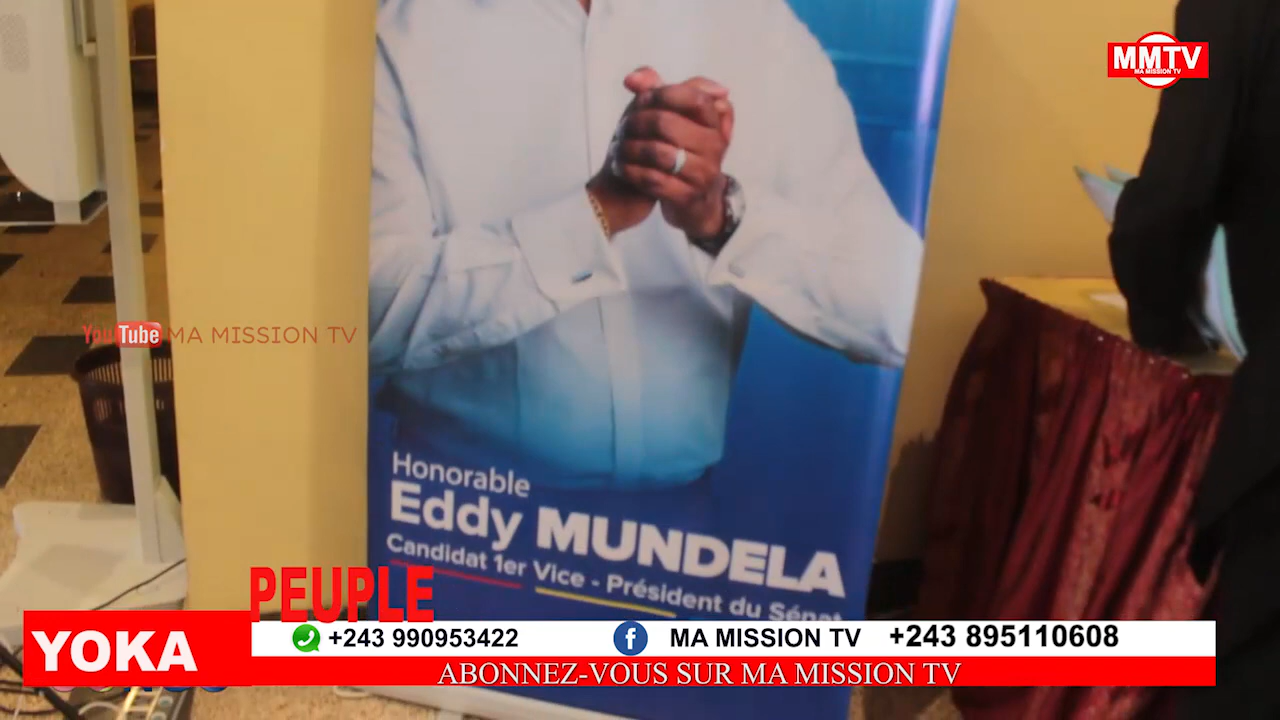 MMTV
MA MISSION TV
YouTube MA MISSION TV
Honorable
Eddy MUNDELA
Candidat 1er Vice - Président du Sénat
PEUPLE
YOKA
+243 990953422
MA MISSION TV +243 895110608
ABONNEZ-VOUS SUR MA MISSION TV